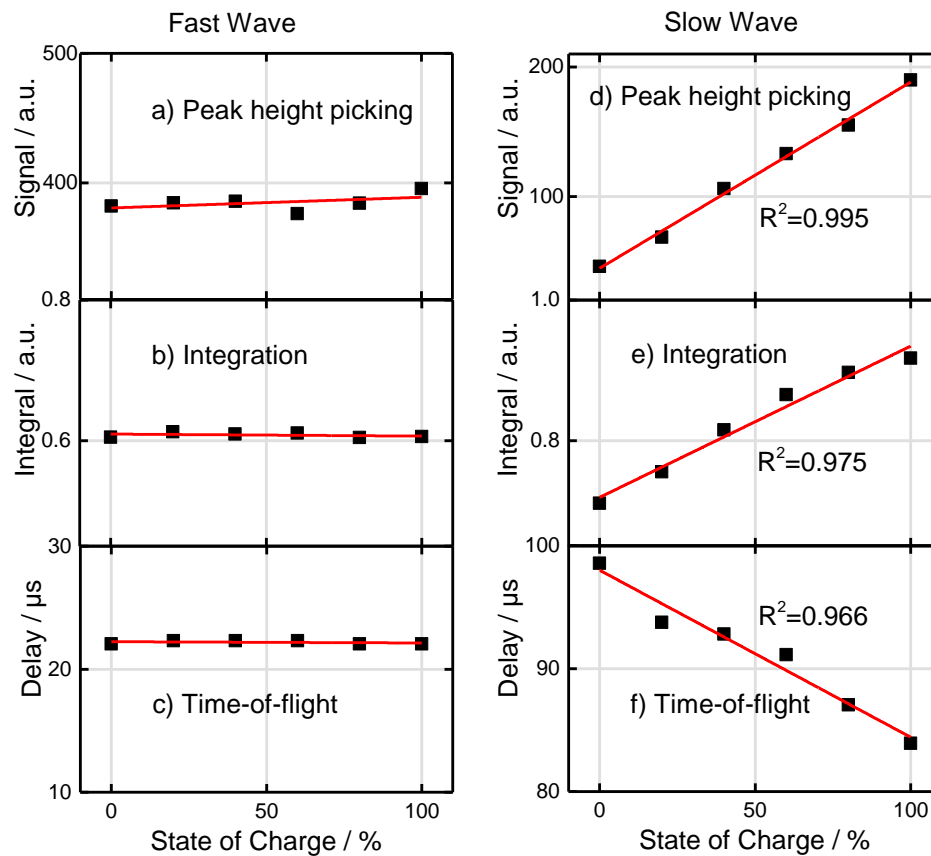 Fast Wave
Slow Wave
500
400
0.8
0.6
30
20
10
Signal / a.u.
Integral / a.u.
Delay / µs
a) Peak height picking
b) Integration
c) Time-of-flight
0
50
100
State of Charge / %
200
100
1.0
0.8
100
90
80
Signal / a.u.
Integral / a.u.
Delay / µs
d) Peak height picking
R²=0.995
e) Integration
R²=0.975
R²=0.966
f) Time-of-flight
0
50
100
State of Charge / %